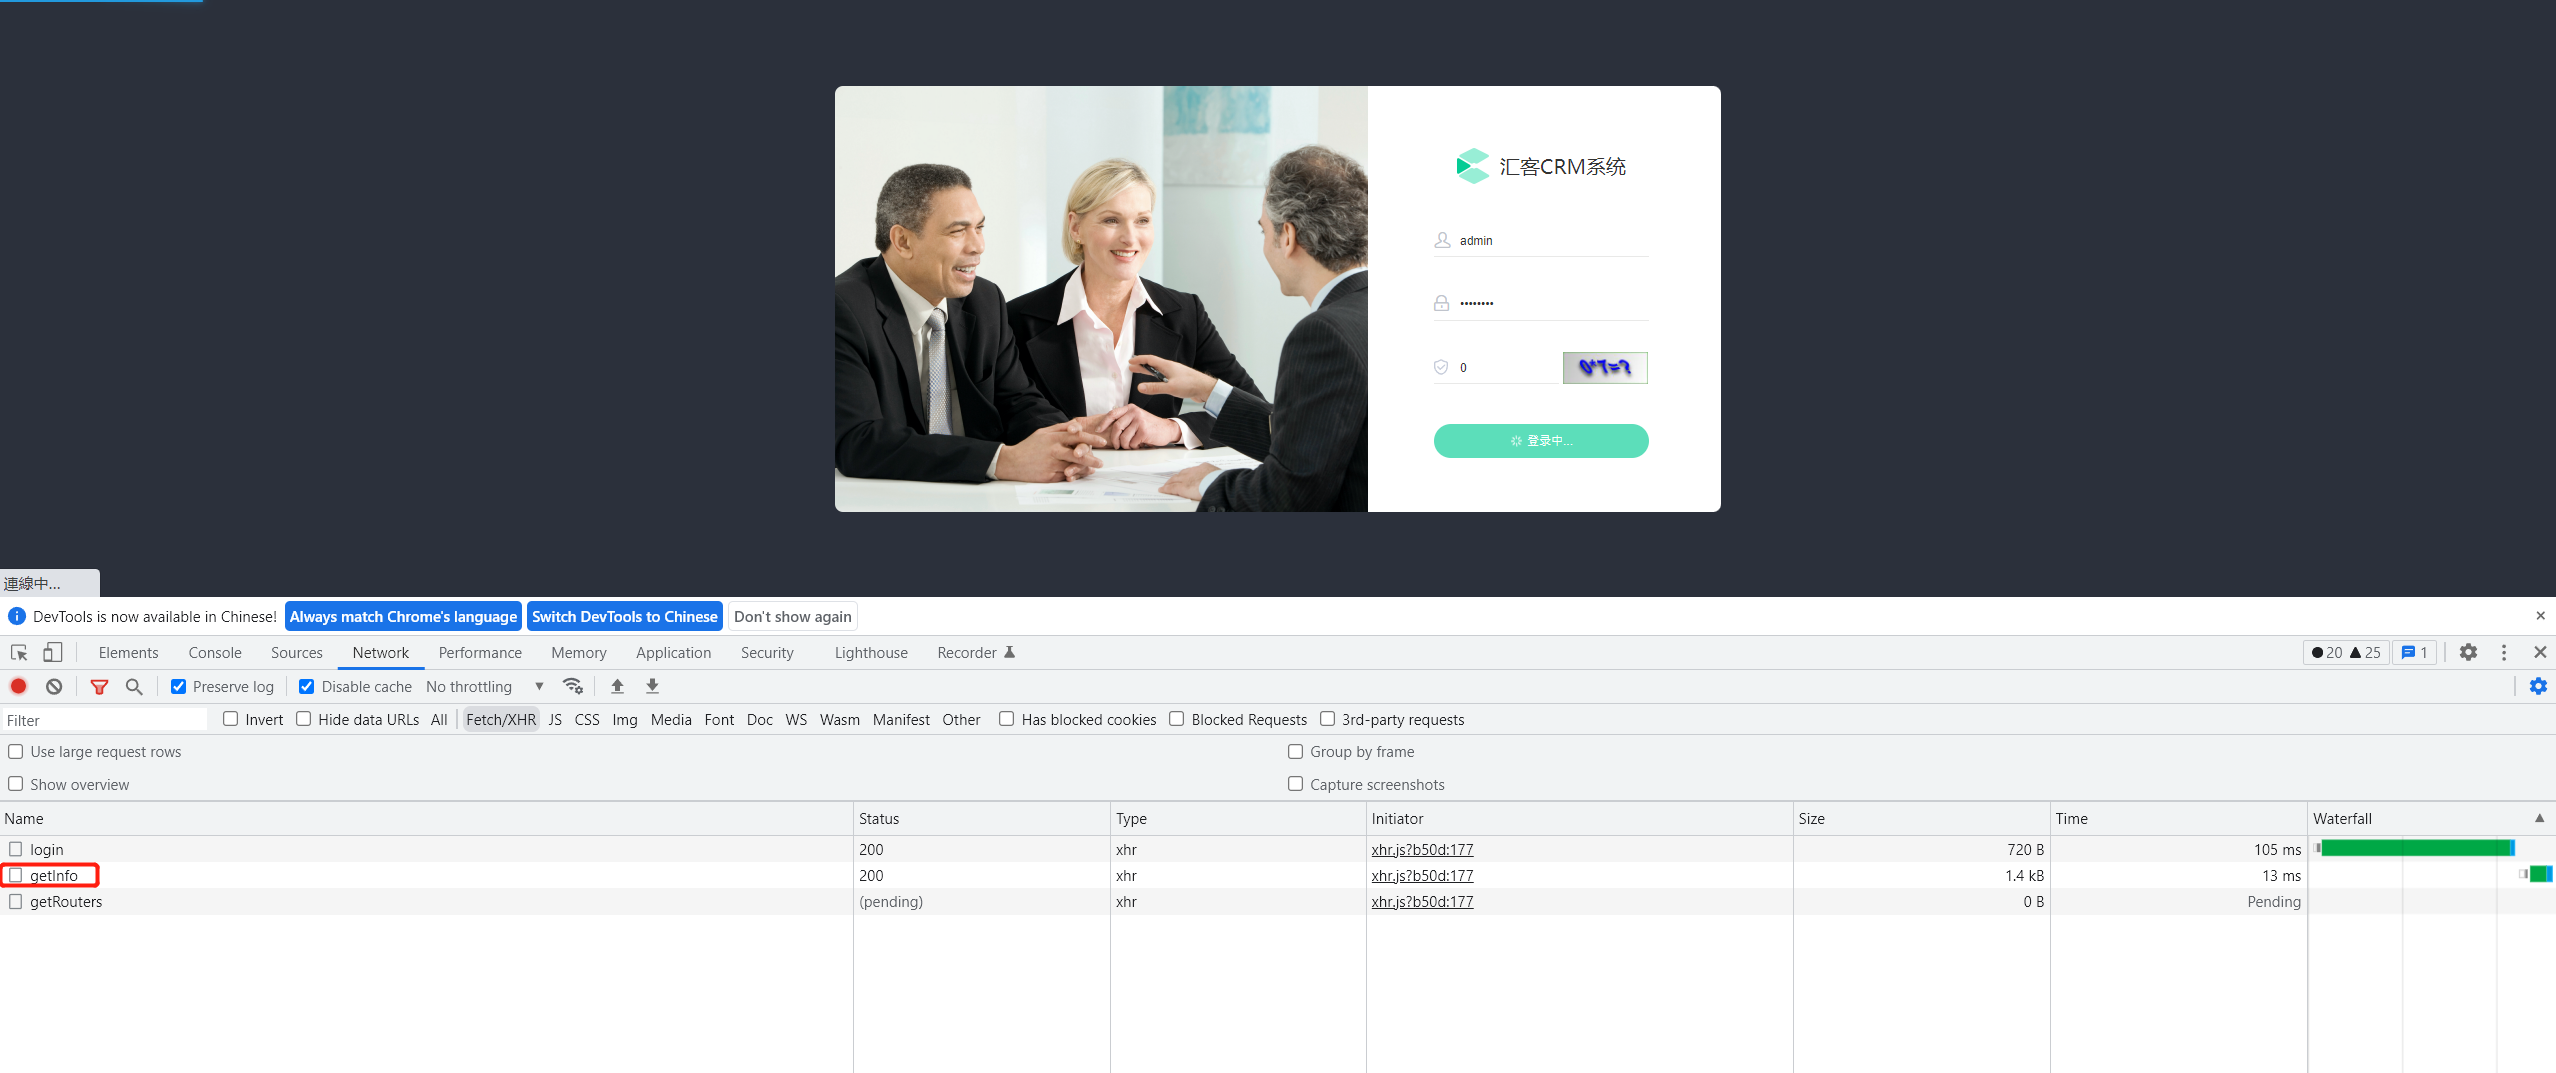 汇客CRM系统
admin
••••••••
0
0*7=?
登录中...
連線中...
DevTools is now available in Chinese! Always match Chrome's language Switch DevTools to Chinese Don't show again
Elements Console Sources Network Performance Memory Application Security Lighthouse Recorder 20 25 1
Preserve log Disable cache No throttling
Filter Invert Hide data URLs All Fetch/XHR JS CSS Img Media Font Doc WS Wasm Manifest Other Has blocked cookies Blocked Requests 3rd-party requests
Use large request rows Group by frame
Show overview Capture screenshots
Name Status Type Initiator Size Time Waterfall
login 200 xhr xhr.js?b50d:177 720 B 105 ms
getInfo 200 xhr xhr.js?b50d:177 1.4 kB 13 ms
getRouters (pending) xhr xhr.js?b50d:177 0 B Pending